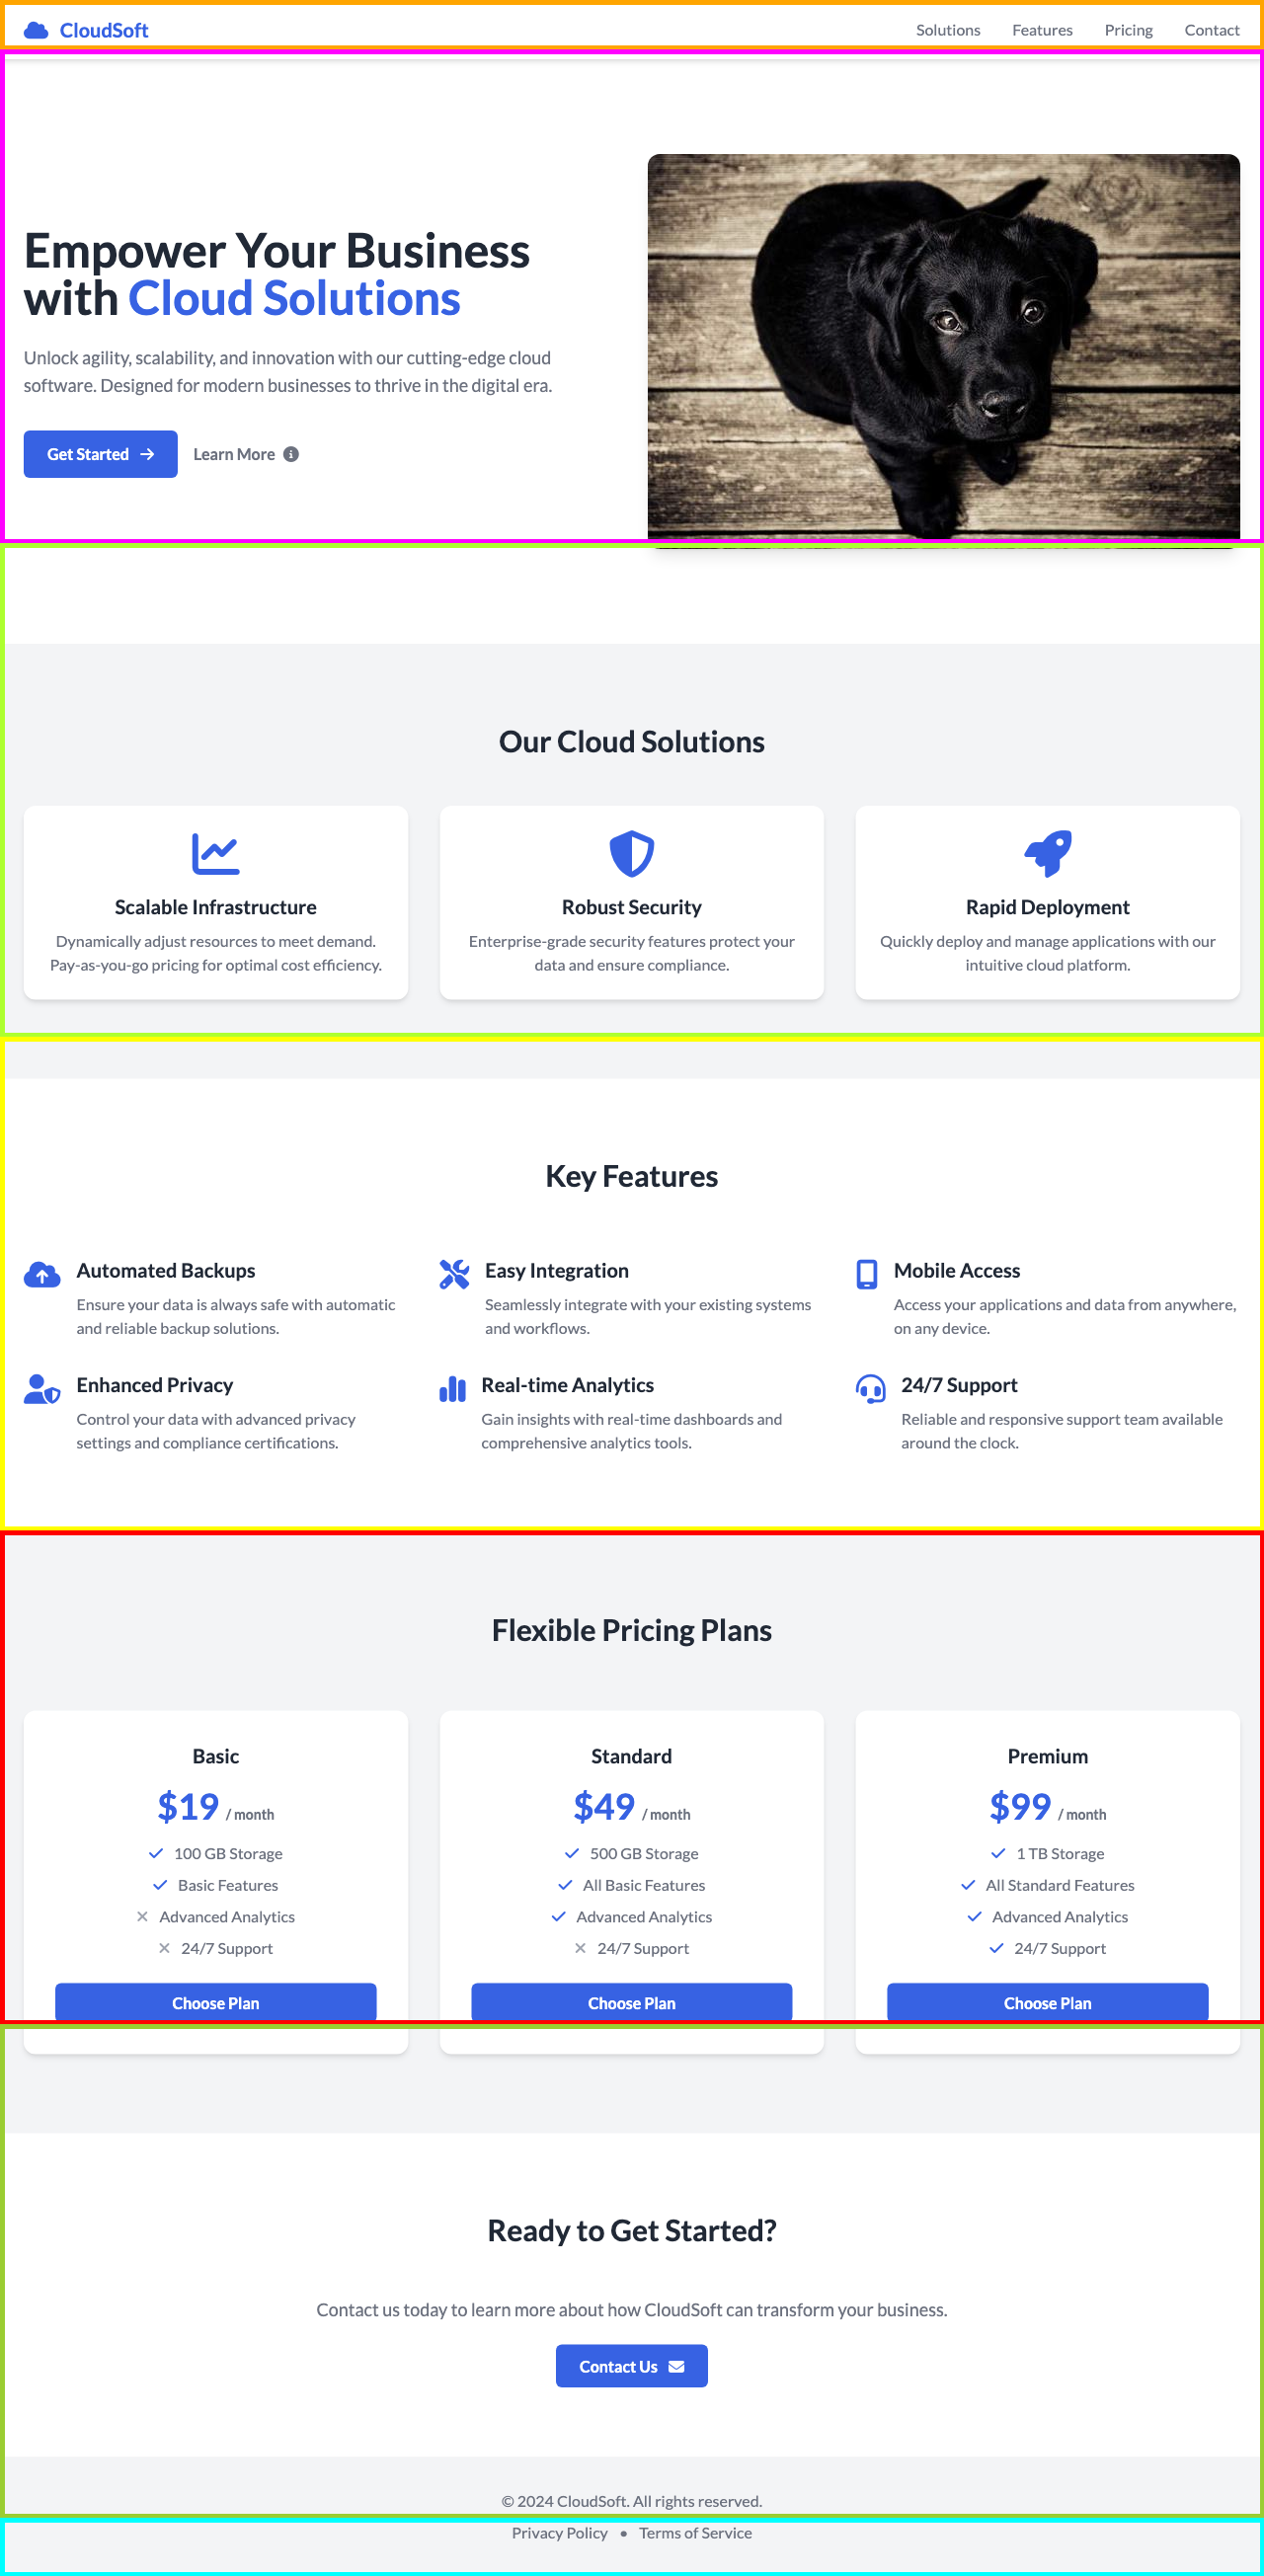 CloudSoft
Solutions Features Pricing Contact
Empower Your Business
with Cloud Solutions
Unlock agility, scalability, and innovation with our cutting-edge cloud
software. Designed for modern businesses to thrive in the digital era.
Get Started
Learn More
Our Cloud Solutions
Scalable Infrastructure
Dynamically adjust resources to meet demand.
Pay-as-you-go pricing for optimal cost efficiency.
Robust Security
Enterprise-grade security features protect your
data and ensure compliance.
Rapid Deployment
Quickly deploy and manage applications with our
intuitive cloud platform.
Key Features
Automated Backups
Ensure your data is always safe with automatic
and reliable backup solutions.
Easy Integration
Seamlessly integrate with your existing systems
and workflows.
Mobile Access
Access your applications and data from anywhere,
on any device.
Enhanced Privacy
Control your data with advanced privacy
settings and compliance certifications.
Real-time Analytics
Gain insights with real-time dashboards and
comprehensive analytics tools.
24/7 Support
Reliable and responsive support team available
around the clock.
Flexible Pricing Plans
Basic
$19 / month
100 GB Storage
Basic Features
Advanced Analytics
24/7 Support
Choose Plan
Standard
$49 / month
500 GB Storage
All Basic Features
Advanced Analytics
24/7 Support
Choose Plan
Premium
$99 / month
1 TB Storage
All Standard Features
Advanced Analytics
24/7 Support
Choose Plan
Ready to Get Started?
Contact us today to learn more about how CloudSoft can transform your business.
Contact Us
© 2024 CloudSoft. All rights reserved.
Privacy Policy • Terms of Service